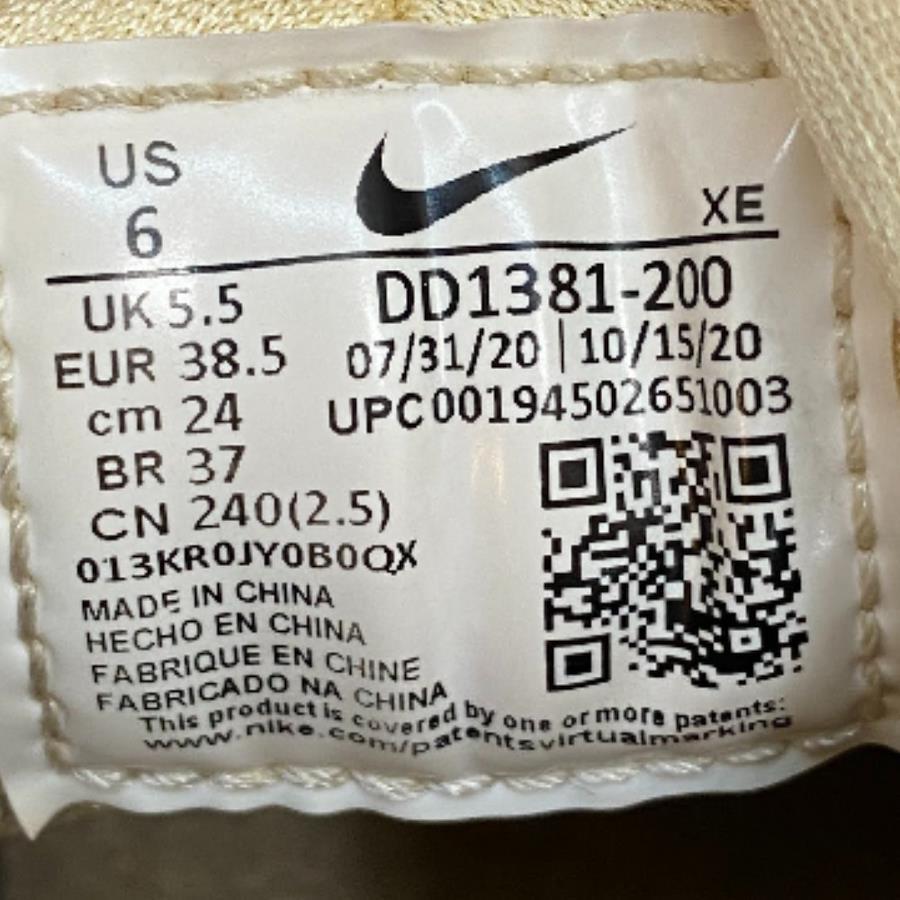 US
6
XE
UK 5.5
DD1381-200
EUR 38.5
07/31/20 | 10/15/20
cm 24
UPC00194502651003
BR 37
CN 240(2.5)
013KR0JY0B0QX
MADE IN CHINA
HECHO EN CHINA
FABRIQUE EN CHINE
FABRICADO NA CHINA
This product is covered by one or more patents:
www.nike.com/patentsvirtualmarking